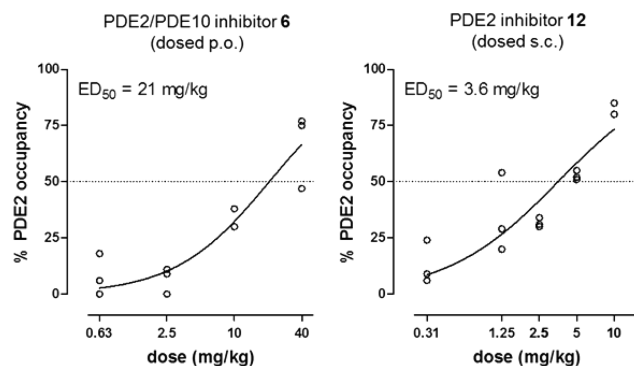 PDE2/PDE10 inhibitor 6
(dosed p.o.)
ED50 = 21 mg/kg
% PDE2 occupancy
100
75
50
25
0
0.63 2.5 10 40
dose (mg/kg)
PDE2 inhibitor 12
(dosed s.c.)
ED50 = 3.6 mg/kg
% PDE2 occupancy
100
75
50
25
0
0.31 1.25 2.5 5 10
dose (mg/kg)